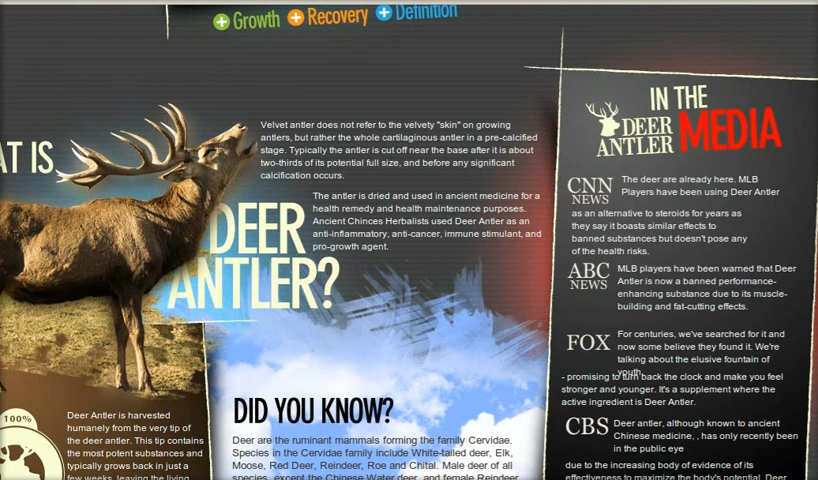 Growth Recovery Definition
AT IS
DEER
ANTLER?
Velvet antler does not refer to the velvety "skin" on growing
antlers, but rather the whole cartilaginous antler in a pre-calcified
stage. Typically the antler is cut off near the base after it is about
two-thirds of its potential full size, and before any significant
calcification occurs.
The antler is dried and used in ancient medicine for a
health remedy and health maintenance purposes.
Ancient Chinces Herbalists used Deer Antler as an
anti-inflammatory, anti-cancer, immune stimulant, and
pro-growth agent.
100%
Deer Antler is harvested
humanely from the very tip of
the deer antler. This tip contains
the most potent substances and
typically grows back in just a
few weeks, leaving the living
DID YOU KNOW?
Deer are the ruminant mammals forming the family Cervidae.
Species in the Cervidae family include White-tailed deer, Elk,
Moose, Red Deer, Reindeer, Roe and Chital. Male deer of all
species, except the Chinese Water deer, and female Reindeer
IN THE
DEER
ANTLER MEDIA
CNN
NEWS
The deer are already here. MLB
Players have been using Deer Antler
as an alternative to steroids for years as
they say it boasts similar effects to
banned substances but doesn't pose any
of the health risks.
ABC
NEWS
MLB players have been warned that Deer
Antler is now a banned performance-
enhancing substance due to its muscle-
building and fat-cutting effects.
FOX
For centuries, we've searched for it and
now some believe they found it. We're
talking about the elusive fountain of
youth
- promising to turn back the clock and make you feel
stronger and younger. It's a supplement where the
active ingredient is Deer Antler.
CBS
Deer antler, although known to ancient
Chinese medicine, , has only recently been
in the public eye
due to the increasing body of evidence of its
effectiveness to maximize the body's potential. Deer